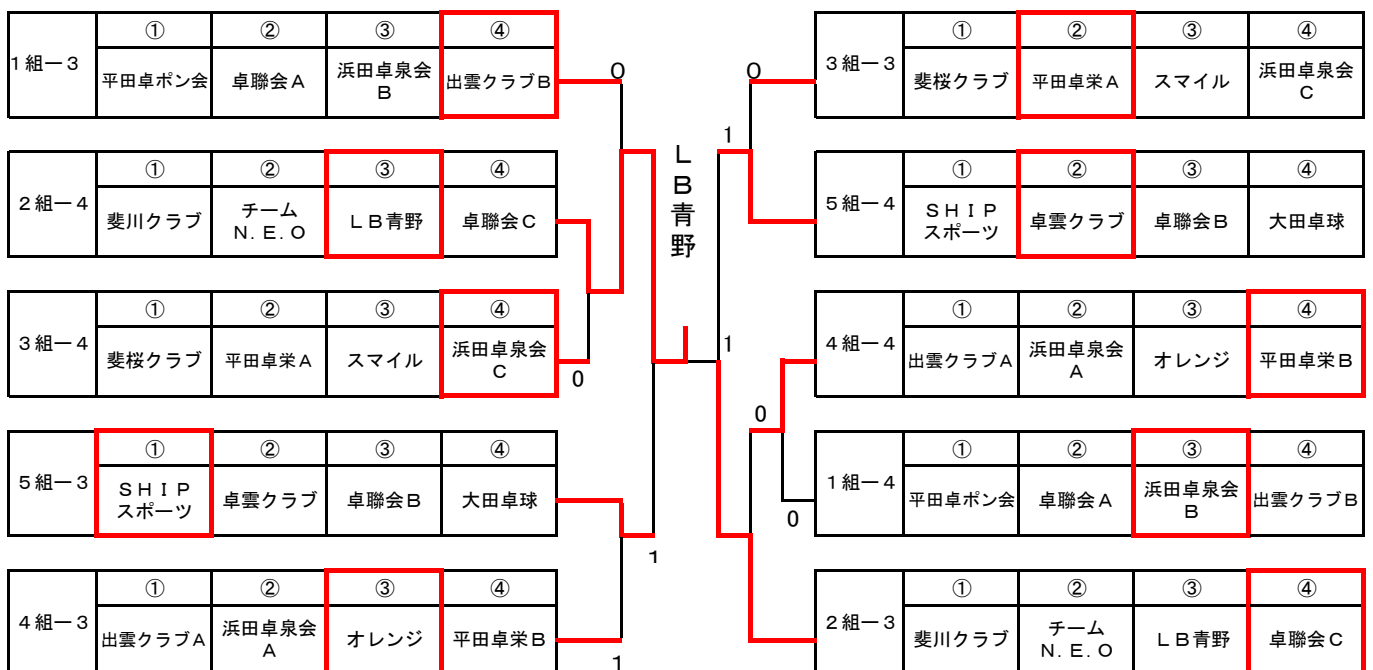 ① ② ③ ④
1組－3 平田卓ポン会 卓聯会A 浜田卓泉会
B 出雲クラブB
① ② ③ ④
2組－4 斐川クラブ チーム
N．E．O LB青野 卓聯会C
① ② ③ ④
3組－4 斐桜クラブ 平田卓栄A スマイル 浜田卓泉会
C
① ② ③ ④
5組－3 SHIP
スポーツ 卓雲クラブ 卓聯会B 大田卓球
① ② ③ ④
4組－3 出雲クラブA 浜田卓泉会
A オレンジ 平田卓栄B
0
0
1
1
LB青野
0
1
1
0
0
① ② ③ ④
3組－3 斐桜クラブ 平田卓栄A スマイル 浜田卓泉会
C
① ② ③ ④
5組－4 SHIP
スポーツ 卓雲クラブ 卓聯会B 大田卓球
① ② ③ ④
4組－4 出雲クラブA 浜田卓泉会
A オレンジ 平田卓栄B
① ② ③ ④
1組－4 平田卓ポン会 卓聯会A 浜田卓泉会
B 出雲クラブB
① ② ③ ④
2組－3 斐川クラブ チーム
N．E．O LB青野 卓聯会C